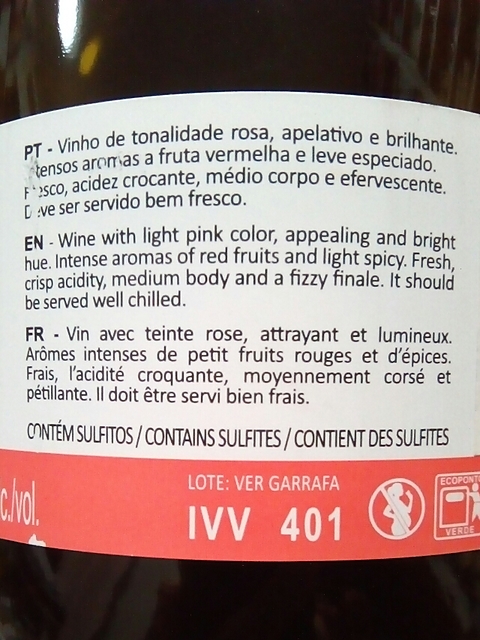 PT - Vinho de tonalidade rosa, apelativo e brilhante.
tensos aromas a fruta vermelha e leve especiado.
F esco, acidez crocante, médio corpo e efervescente.
D ve ser servido bem fresco.
EN - Wine with light pink color, appealing and bright
hue. Intense aromas of red fruits and light spicy. Fresh,
crisp acidity, medium body and a fizzy finale. It should
be served well chilled.
FR - Vin avec teinte rose, attrayant et lumineux.
Arômes intenses de petit fruits rouges et d'épices.
Frais, l'acidité croquante, moyennement corsé et
pétillante. Il doit être servi bien frais.
CONTÉM SULFITOS / CONTAINS SULFITES / CONTIENT DES SULFITES
c./vol.
LOTE: VER GARRAFA
IVV 401
ECOPONT
VERDE